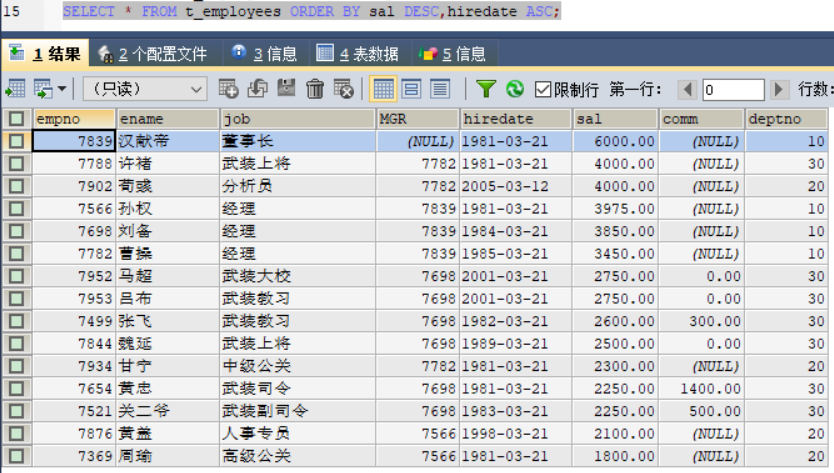 15 SELECT * FROM t_employees ORDER BY sal DESC,hiredate ASC;
1 结果 2 个配置文件 3 信息 4 表数据 5 信息
（只读） 限制行 第一行： 0 行数:
empno ename job MGR hiredate sal comm deptno
7839 汉献帝 董事长 (NULL) 1981-03-21 6000.00 (NULL) 10
7788 许褚 武装上将 7782 1981-03-21 4000.00 (NULL) 30
7902 荀彧 分析员 7782 2005-03-12 4000.00 (NULL) 20
7566 孙权 经理 7839 1981-03-21 3975.00 (NULL) 10
7698 刘备 经理 7839 1984-03-21 3850.00 (NULL) 10
7782 曹操 经理 7839 1985-03-21 3450.00 (NULL) 10
7952 马超 武装大校 7698 2001-03-21 2750.00 0.00 30
7953 吕布 武装教习 7698 2001-03-21 2750.00 0.00 30
7499 张飞 武装教习 7698 1982-03-21 2600.00 300.00 30
7844 魏延 武装上将 7698 1989-03-21 2500.00 0.00 30
7934 甘宁 中级公关 7782 1981-03-21 2300.00 (NULL) 20
7654 黄忠 武装司令 7698 1981-03-21 2250.00 1400.00 30
7521 关二爷 武装副司令 7698 1983-03-21 2250.00 500.00 30
7876 黄盖 人事专员 7566 1998-03-21 2100.00 (NULL) 20
7369 周瑜 高级公关 7566 1981-03-21 1800.00 (NULL) 20